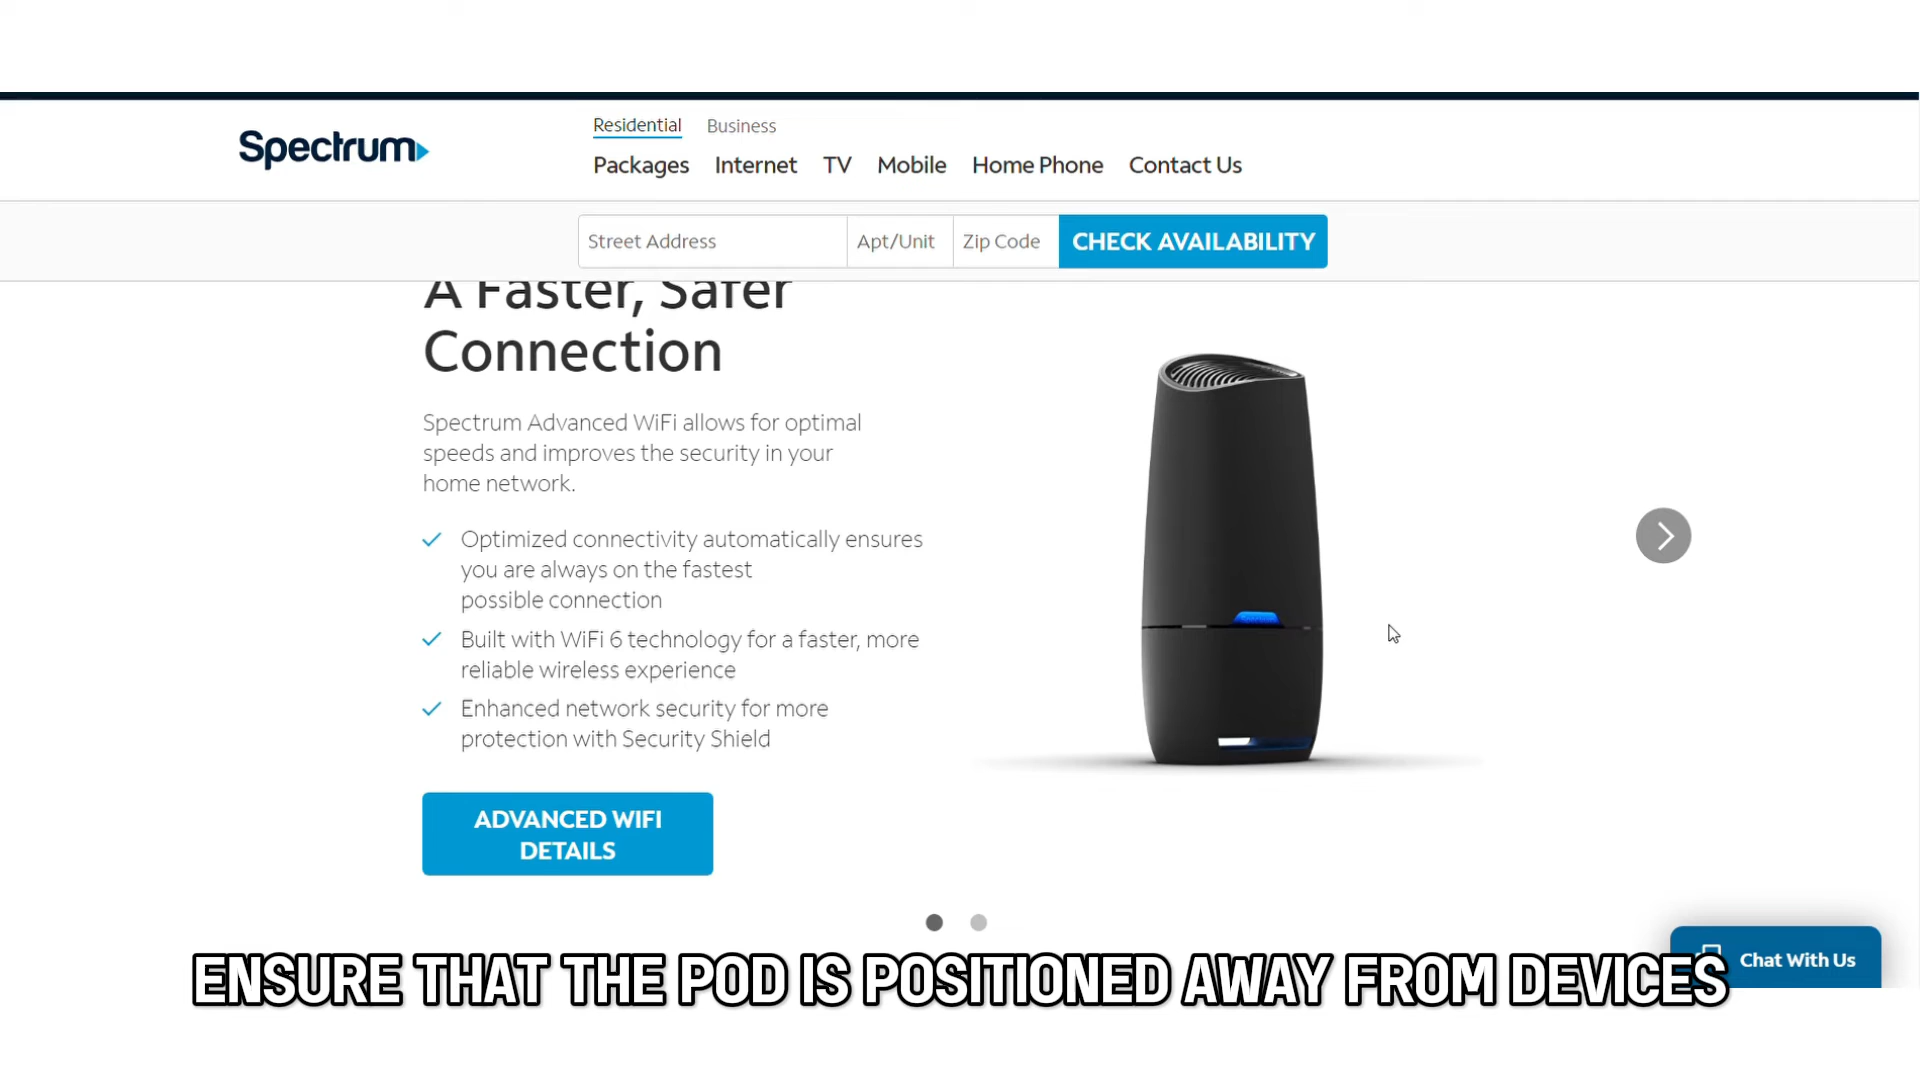 Residential Business
Spectrum
Packages Internet TV Mobile Home Phone Contact Us
Street Address Apt/Unit Zip Code CHECK AVAILABILITY
A Faster, Safer
Connection
Spectrum Advanced WiFi allows for optimal
speeds and improves the security in your
home network.
Optimized connectivity automatically ensures
you are always on the fastest
possible connection
Built with WiFi 6 technology for a faster, more
reliable wireless experience
Enhanced network security for more
protection with Security Shield
ADVANCED WIFI
DETAILS
Chat With Us
ENSURE THAT THE POD IS POSITIONED AWAY FROM DEVICES